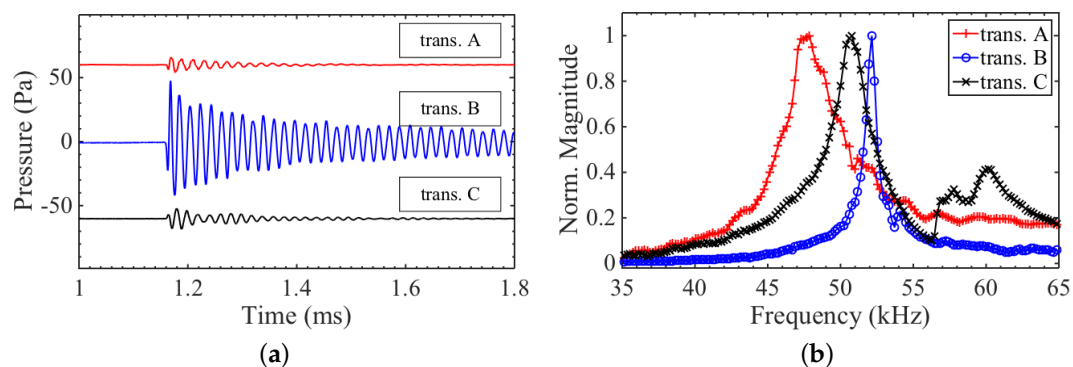 trans. A
trans. B
trans. C
50
0
-50
Pressure (Pa)
1
1.2
1.4
1.6
1.8
Time (ms)
(a)
trans. A
trans. B
trans. C
1
0.8
0.6
0.4
0.2
0
Norm. Magnitude
35
40
45
50
55
60
65
Frequency (kHz)
(b)